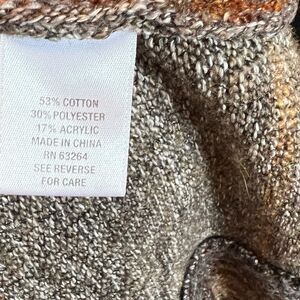 53% COTTON
30% POLYESTER
17% ACRYLIC
MADE IN CHINA
RN 63264
SEE REVERSE
FOR CARE